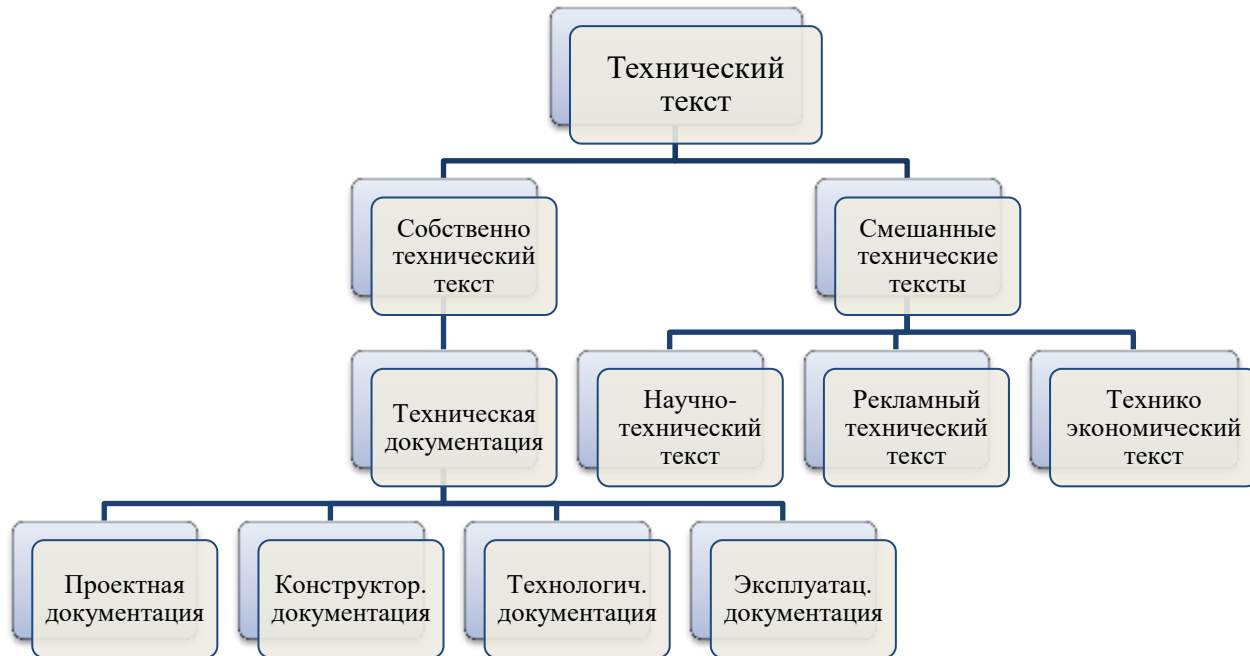 Технический
текст
Собственно
технический
текст
Смешанные
технические
тексты
Техническая
документация
Научно-
технический
текст
Рекламный
технический
текст
Технико
экономический
текст
Проектная
документация
Конструктор.
документация
Технологич.
документация
Эксплуатац.
документация